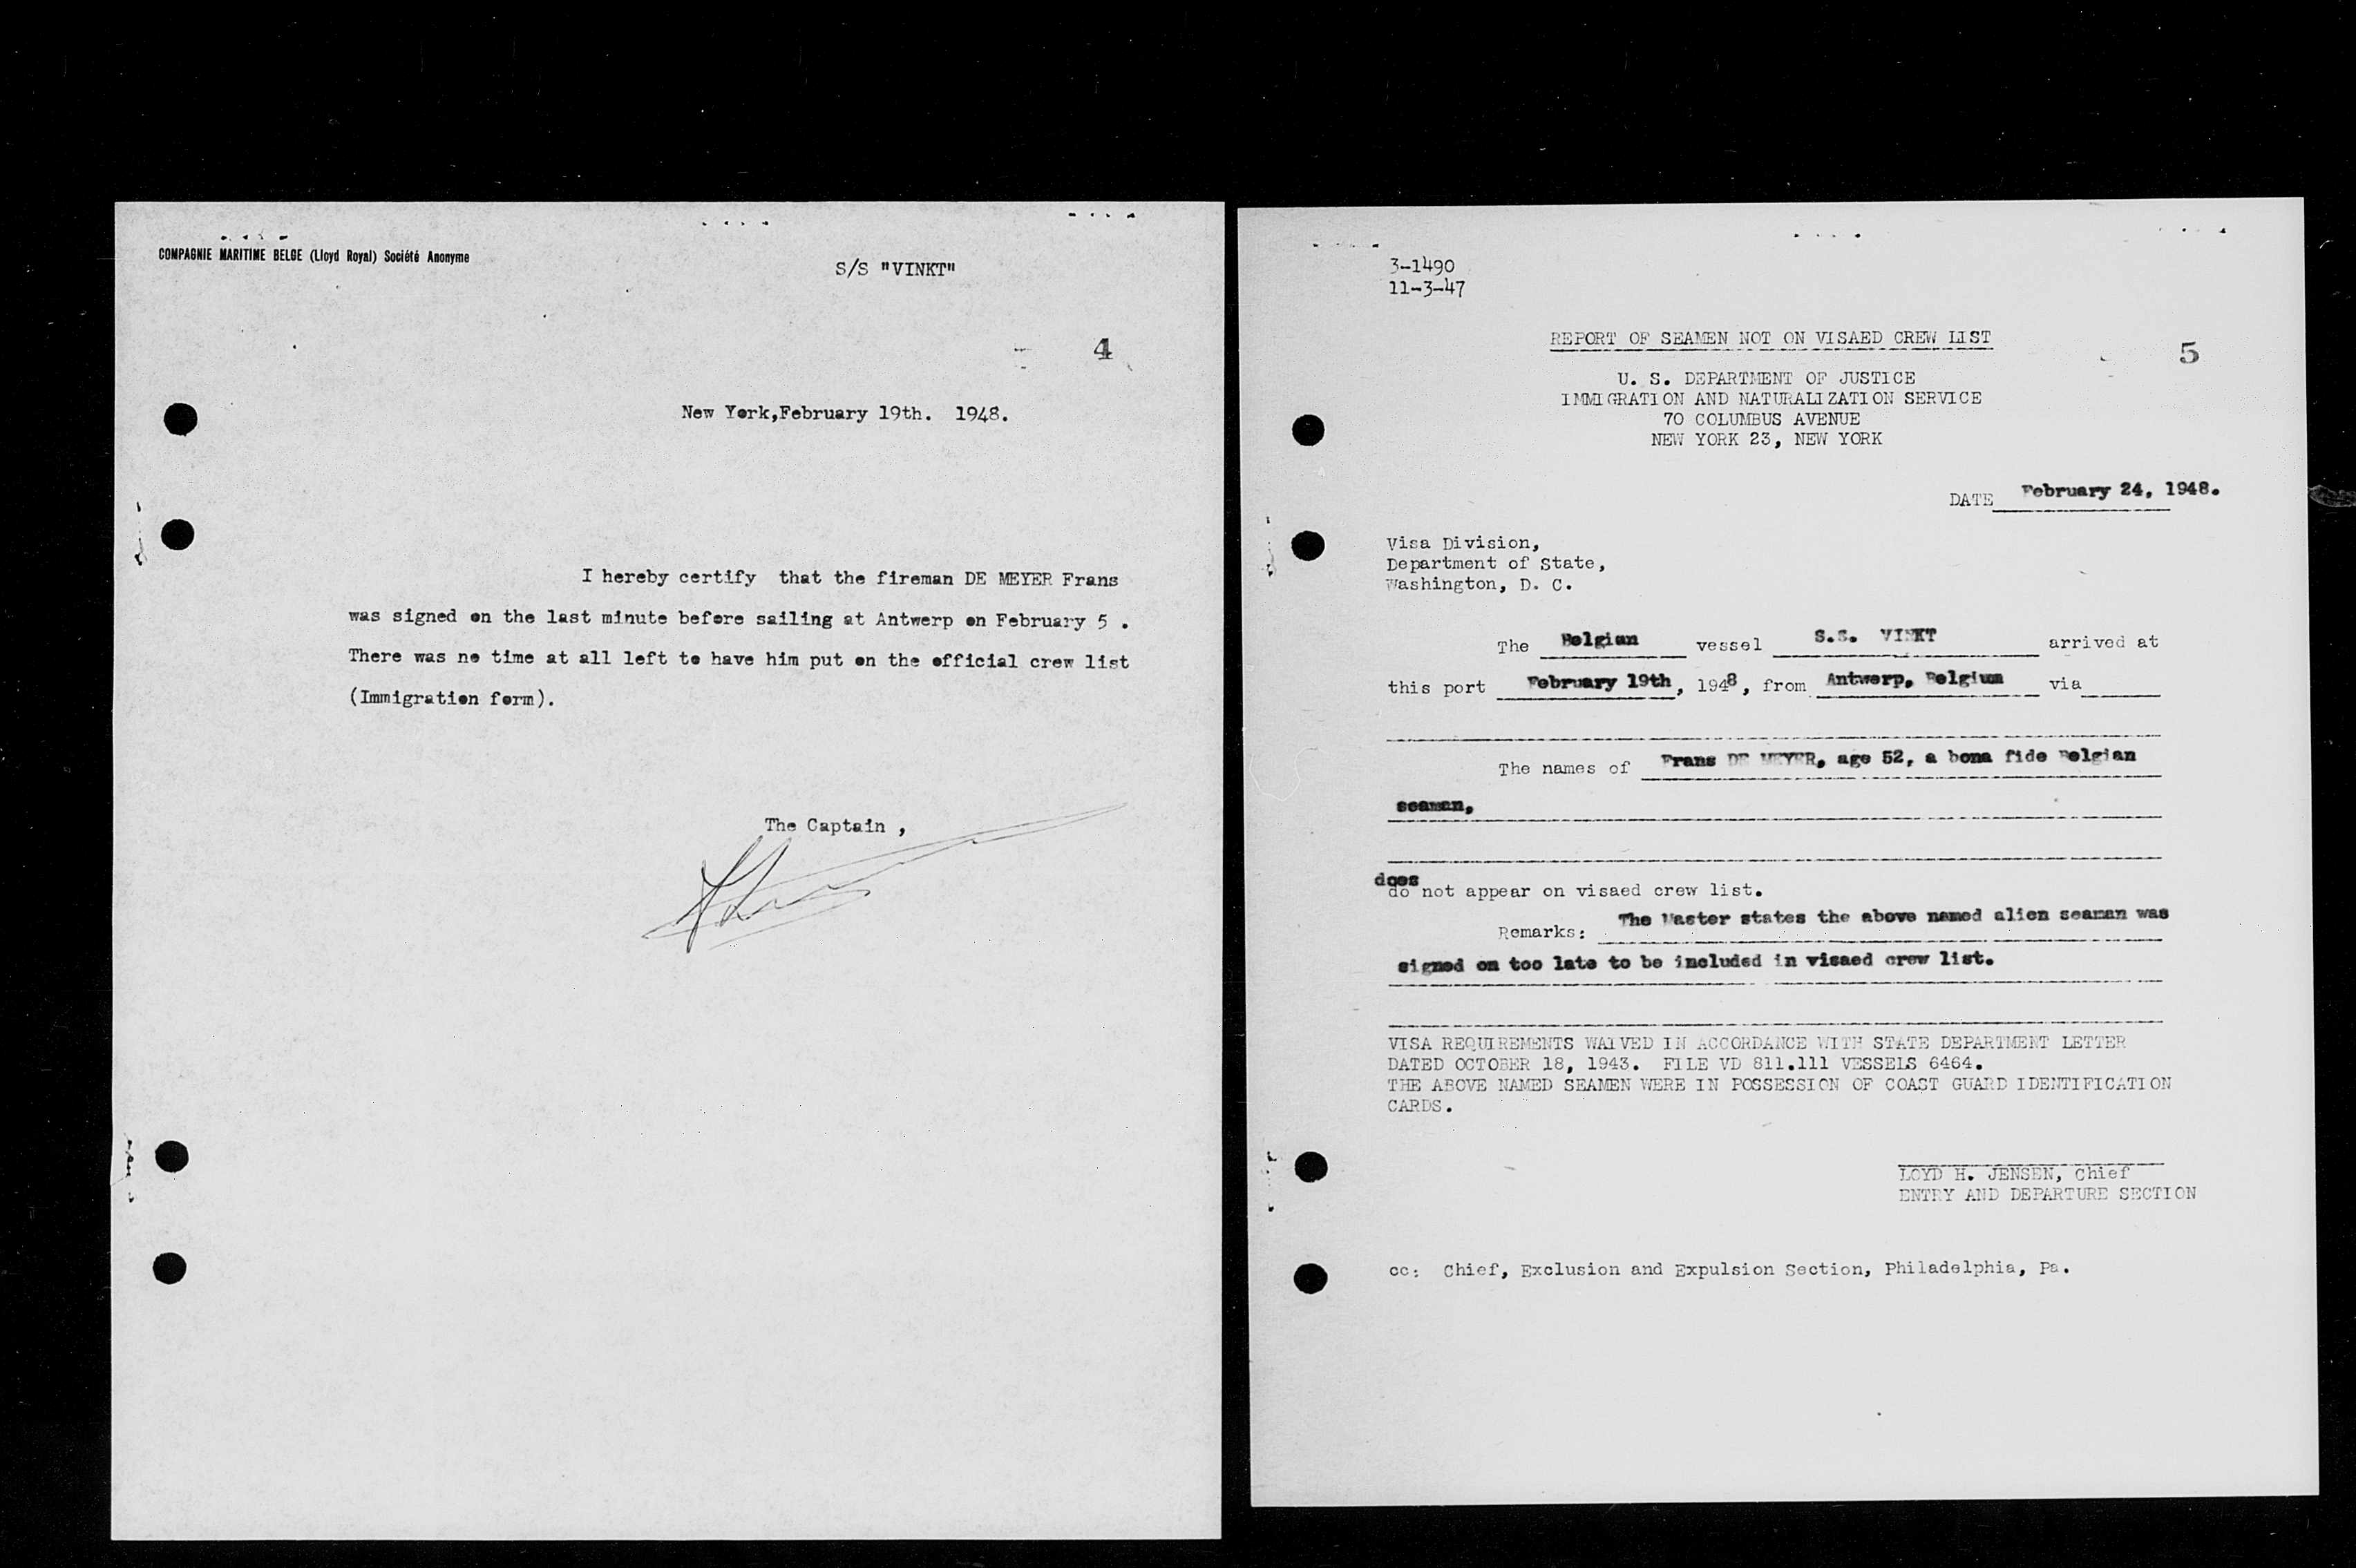 COMPAGNIE MARITIME BELGE (Lloyd Royal) Société Anonyme
S/S "VINKT"
4
New York,February 19th. 1948.
I hereby certify that the fireman DE MEYER Frans
was signed on the last minute before sailing at Antwerp on February 5 .
There was no time at all left to have him put on the official crew list
(Immigration form).
The Captain ,
3-1490
11-3-47
REPORT OF SEAMEN NOT ON VISAED CREW LIST
5
U. S. DEPARTMENT OF JUSTICE
IMMIGRATION AND NATURALIZATION SERVICE
70 COLUMBUS AVENUE
NEW YORK 23, NEW YORK
DATE February 24, 1948.
Visa Division,
Department of State,
Washington, D. C.
The Belgian vessel S.S. VINKT arrived at
this port February 19th, 1948, from Antwerp, Belgium via
The names of Frans DE MEYER, age 52, a bona fide Belgian
seaman,
does
do not appear on visaed crew list.
Remarks: The Master states the above named alien seaman was
signed on too late to be included in visaed crew list.
VISA REQUIREMENTS WAIVED IN ACCORDANCE WITH STATE DEPARTMENT LETTER
DATED OCTOBER 18, 1943. FILE VD 811.111 VESSELS 6464.
THE ABOVE NAMED SEAMEN WERE IN POSSESSION OF COAST GUARD IDENTIFICATION
CARDS.
LOYD H. JENSEN, Chief
ENTRY AND DEPARTURE SECTION
cc: Chief, Exclusion and Expulsion Section, Philadelphia, Pa.